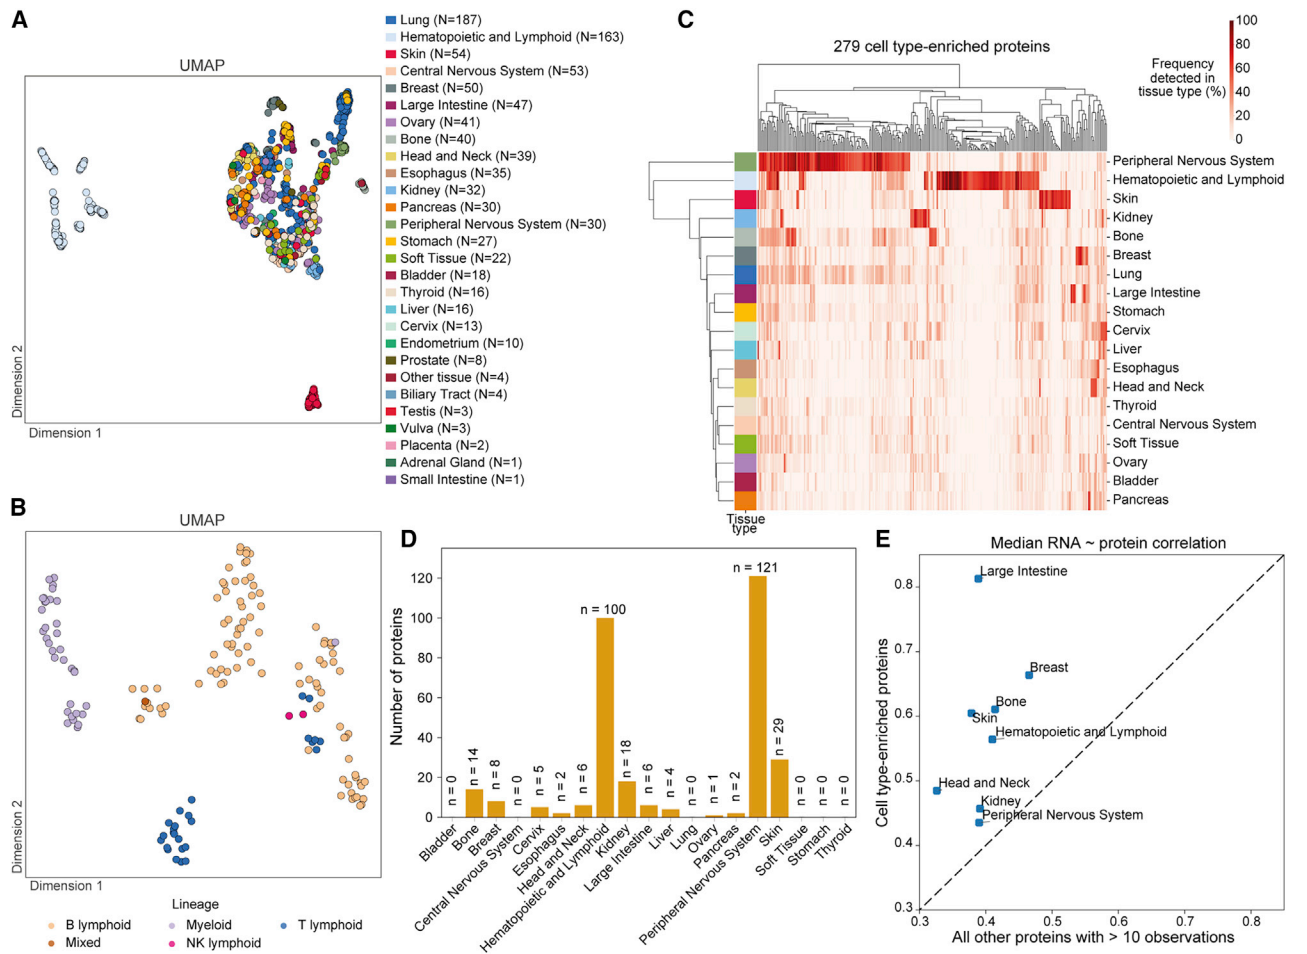 A
UMAP
Dimension 2
Dimension 1
Lung (N=187)
Hematopoietic and Lymphoid (N=163)
Skin (N=54)
Central Nervous System (N=53)
Breast (N=50)
Large Intestine (N=47)
Ovary (N=41)
Bone (N=40)
Head and Neck (N=39)
Esophagus (N=35)
Kidney (N=32)
Pancreas (N=30)
Peripheral Nervous System (N=30)
Stomach (N=27)
Soft Tissue (N=22)
Bladder (N=18)
Thyroid (N=16)
Liver (N=16)
Cervix (N=13)
Endometrium (N=10)
Prostate (N=8)
Other tissue (N=4)
Biliary Tract (N=4)
Testis (N=3)
Vulva (N=3)
Placenta (N=2)
Adrenal Gland (N=1)
Small Intestine (N=1)
B
UMAP
Dimension 2
Dimension 1
Lineage
B lymphoid
Myeloid
T lymphoid
Mixed
NK lymphoid
C
279 cell type-enriched proteins
Frequency
detected in
tissue type (%)
100
80
60
40
20
0
Peripheral Nervous System
Hematopoietic and Lymphoid
Skin
Kidney
Bone
Breast
Lung
Large Intestine
Stomach
Cervix
Liver
Esophagus
Head and Neck
Thyroid
Central Nervous System
Soft Tissue
Ovary
Bladder
Pancreas
Tissue
type
D
Number of proteins
120
100
80
60
40
20
0
n = 0
n = 14
n = 8
n = 0
n = 5
n = 2
n = 6
n = 100
n = 18
n = 6
n = 4
n = 0
n = 1
n = 2
n = 121
n = 29
n = 0
n = 0
n = 0
Bladder
Bone
Breast
Central Nervous System
Cervix
Esophagus
Head and Neck
Hematopoietic and Lymphoid
Kidney
Large Intestine
Liver
Lung
Ovary
Pancreas
Peripheral Nervous System
Skin
Soft Tissue
Stomach
Thyroid
E
Median RNA ~ protein correlation
Cell type-enriched proteins
0.8
0.7
0.6
0.5
0.4
0.3
Large Intestine
Breast
Bone
Skin
Hematopoietic and Lymphoid
Head and Neck
Kidney
Peripheral Nervous System
0.3
0.4
0.5
0.6
0.7
0.8
All other proteins with > 10 observations